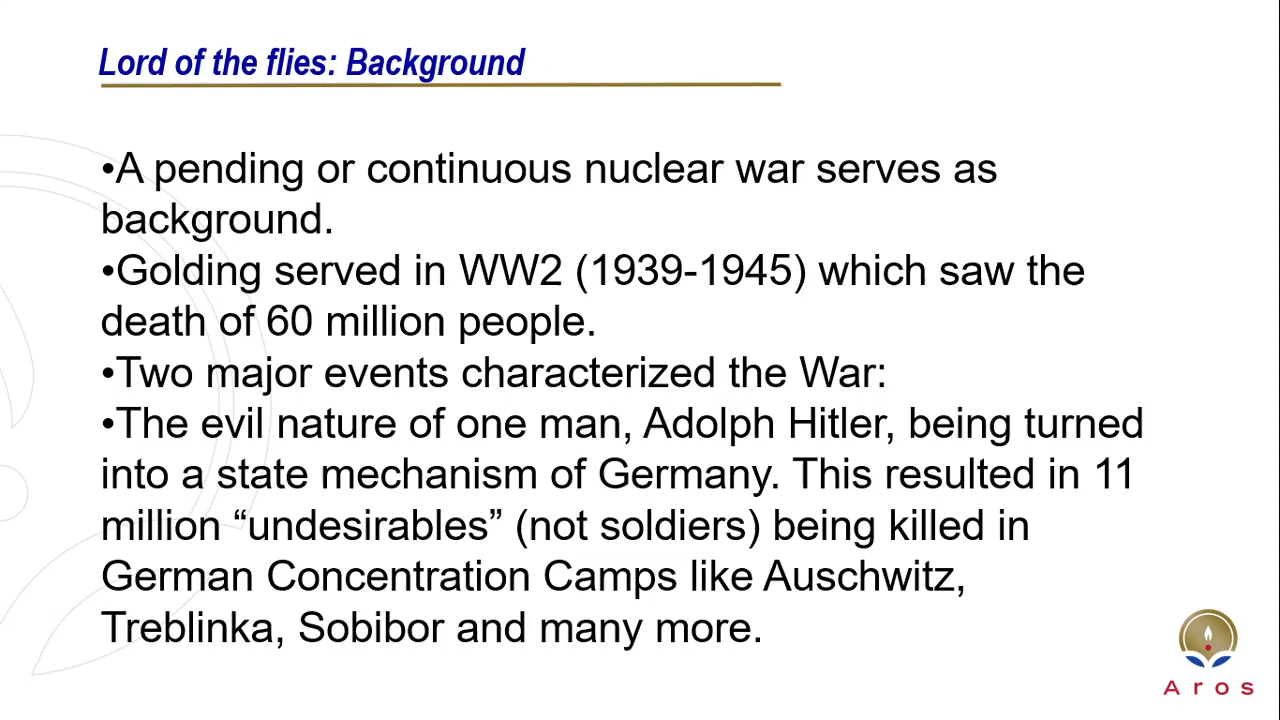 Lord of the flies: Background
•A pending or continuous nuclear war serves as
background.
•Golding served in WW2 (1939-1945) which saw the
death of 60 million people.
•Two major events characterized the War:
•The evil nature of one man, Adolph Hitler, being turned
into a state mechanism of Germany. This resulted in 11
million “undesirables” (not soldiers) being killed in
German Concentration Camps like Auschwitz,
Treblinka, Sobibor and many more.
Aros